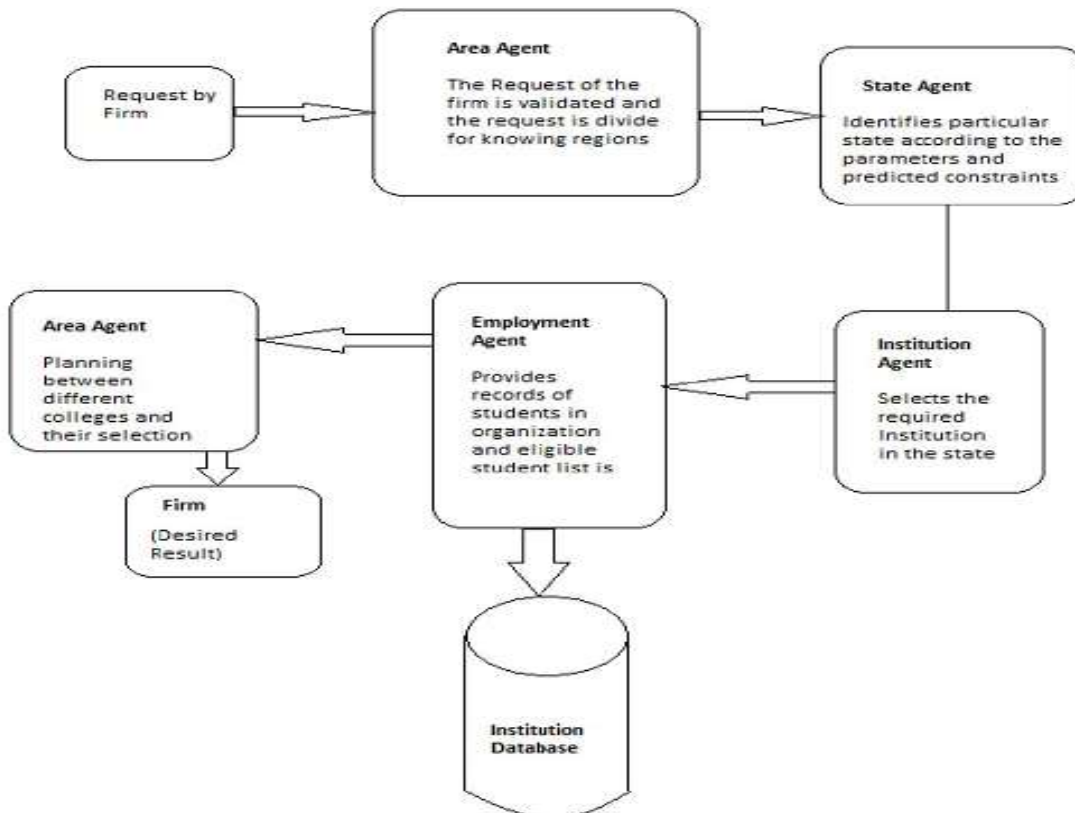 Request by
Firm
Area Agent
The Request of the
firm is validated and
the request is divide
for knowing regions
State Agent
Identifies particular
state according to the
parameters and
predicted constraints
Institution
Agent
Selects the
required
Institution
in the state
Employment
Agent
Provides
records of
students in
organization
and eligible
student list is
Area Agent
Planning
between
different
colleges and
their selection
Firm
(Desired
Result)
Institution
Database